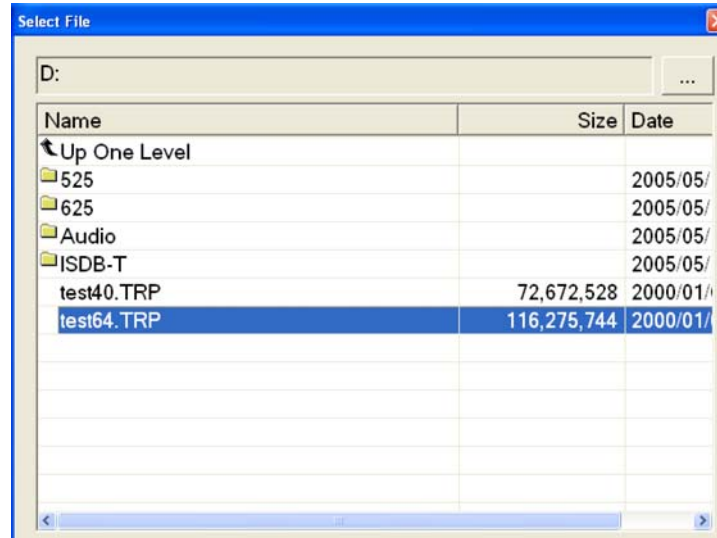 Select File
D:
...
Name Size Date
Up One Level
525 2005/05/
625 2005/05/
Audio 2005/05/
ISDB-T 2005/05/
test40.TRP 72,672,528 2000/01/
test64.TRP 116,275,744 2000/01/